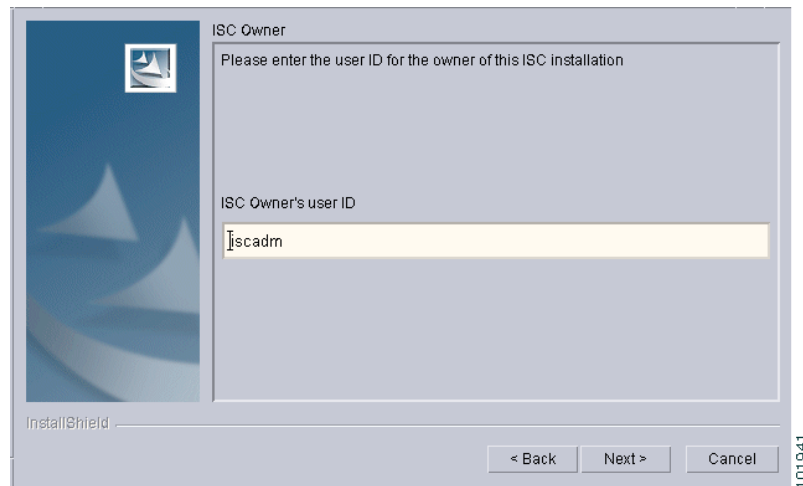 ISC Owner
Please enter the user ID for the owner of this ISC installation
ISC Owner's user ID
iscadm
InstallShield
< Back
Next >
Cancel
101941